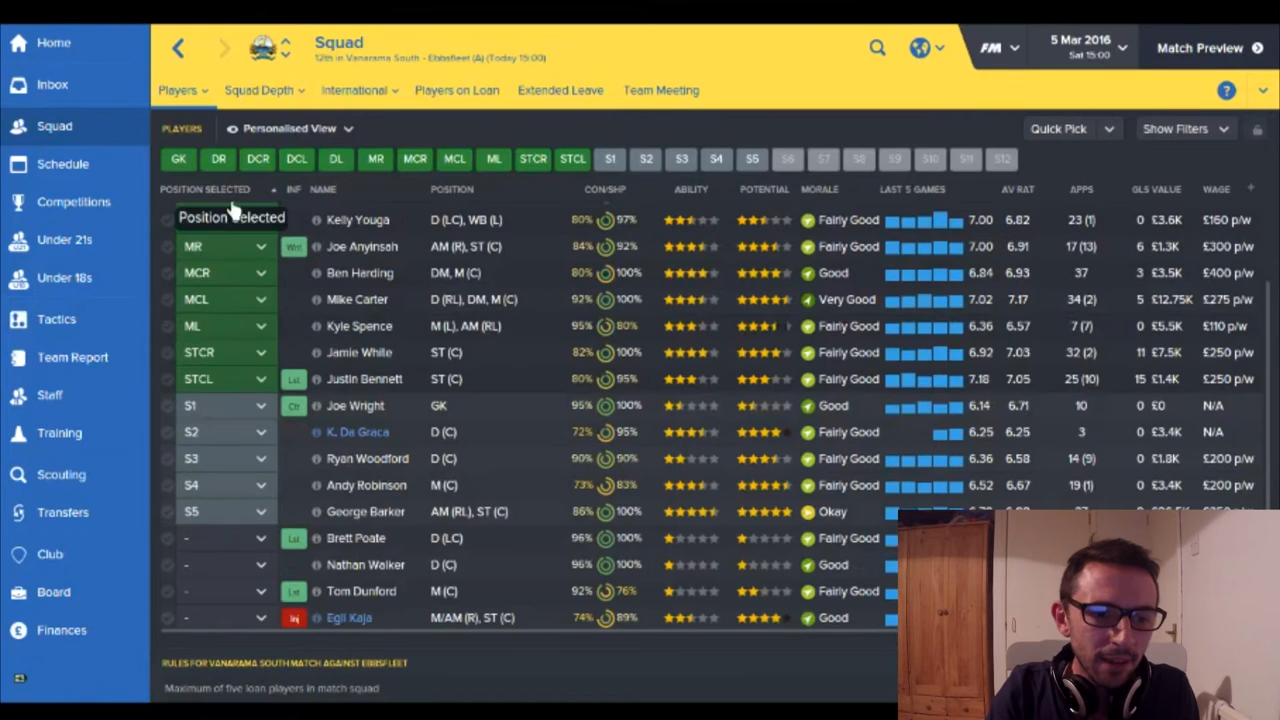 Home
Inbox
Squad
Schedule
Competitions
Under 21s
Under 18s
Tactics
Team Report
Staff
Training
Scouting
Transfers
Club
Board
Finances
Squad
12th in Vanarama South - Ebbsfleet (A) (Today 15:00)
FM
5 Mar 2016
Sat 15:00
Match Preview
Players Squad Depth International Players on Loan Extended Leave Team Meeting
?
PLAYERS Personalised View Quick Pick Show Filters
GK DR DCR DCL DL MR MCR MCL ML STCR STCL S1 S2 S3 S4 S5 S6 S7 S8 S9 S10 S11 S12
POSITION SELECTED INF NAME POSITION CON/SHP ABILITY POTENTIAL MORALE LAST 5 GAMES AV RAT APPS GLS VALUE WAGE +
Position Selected
Kelly Youga D (LC), WB (L) 80% 97% Fairly Good 7.00 6.82 23 (1) 0 £3.6K £160 p/w
MR Wnt Joe Anyinsah AM (R), ST (C) 84% 92% Fairly Good 7.00 6.91 17 (13) 6 £1.3K £300 p/w
MCR Ben Harding DM, M (C) 80% 100% Good 6.84 6.93 37 3 £3.5K £400 p/w
MCL Mike Carter D (RL), DM, M (C) 92% 100% Very Good 7.02 7.17 34 (2) 5 £12.75K £275 p/w
ML Kyle Spence M (L), AM (RL) 95% 80% Fairly Good 6.36 6.57 7 (7) 0 £5.5K £110 p/w
STCR Jamie White ST (C) 82% 100% Fairly Good 6.92 7.03 32 (2) 11 £7.5K £250 p/w
STCL Lst Justin Bennett ST (C) 80% 95% Fairly Good 7.18 7.05 25 (10) 15 £1.4K £250 p/w
S1 Ctr Joe Wright GK 95% 100% Good 6.14 6.71 10 0 £0 N/A
S2 K. Da Graca D (C) 72% 95% Fairly Good 6.25 6.25 3 0 £3.4K N/A
S3 Ryan Woodford D (C) 90% 90% Fairly Good 6.36 6.58 14 (9) 0 £1.8K £200 p/w
S4 Andy Robinson M (C) 73% 83% Fairly Good 6.52 6.67 19 (1) 0 £3.4K £200 p/w
S5 George Barker AM (RL), ST (C) 86% 100% Okay
- Lst Brett Poate D (LC) 96% 100% Fairly Good
- Nathan Walker D (C) 96% 100% Good
- Lst Tom Dunford M (C) 92% 76% Fairly Good
- Inj Egli Kaja M/AM (R), ST (C) 74% 89% Good
RULES FOR VANARAMA SOUTH MATCH AGAINST EBBSFLEET
Maximum of five loan players in match squad